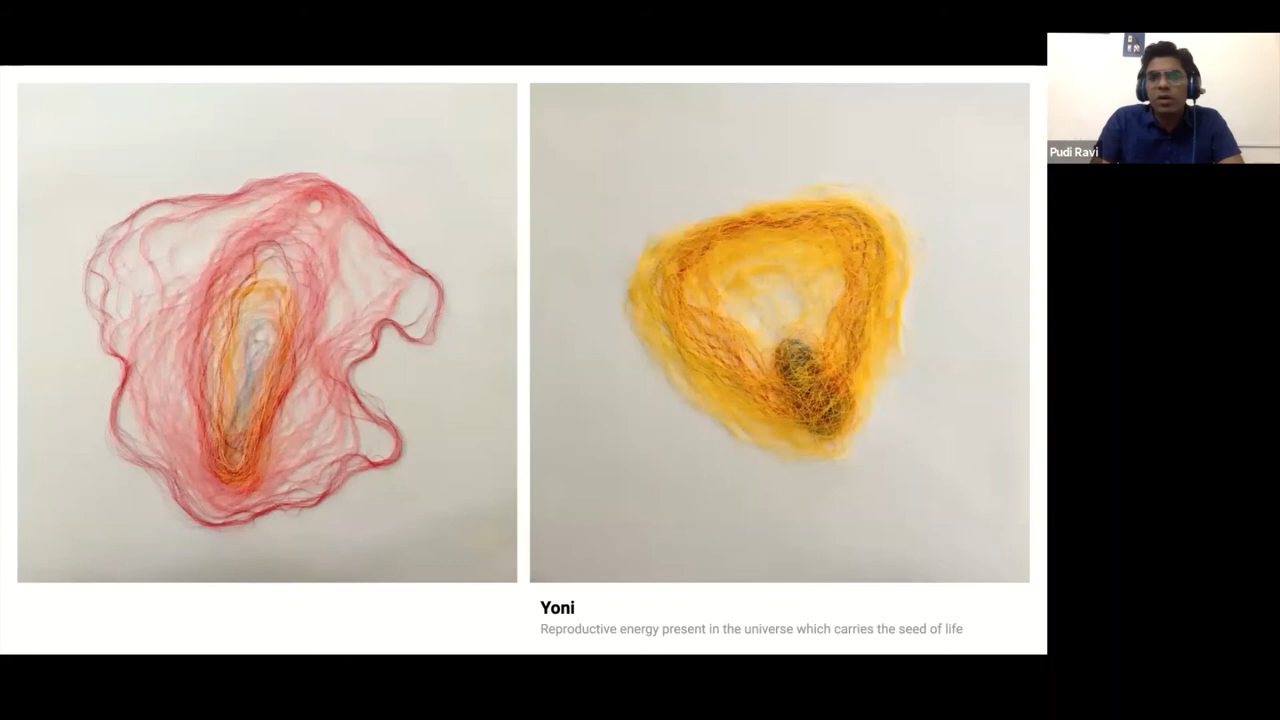 Pudi Ravi
Yoni
Reproductive energy present in the universe which carries the seed of life